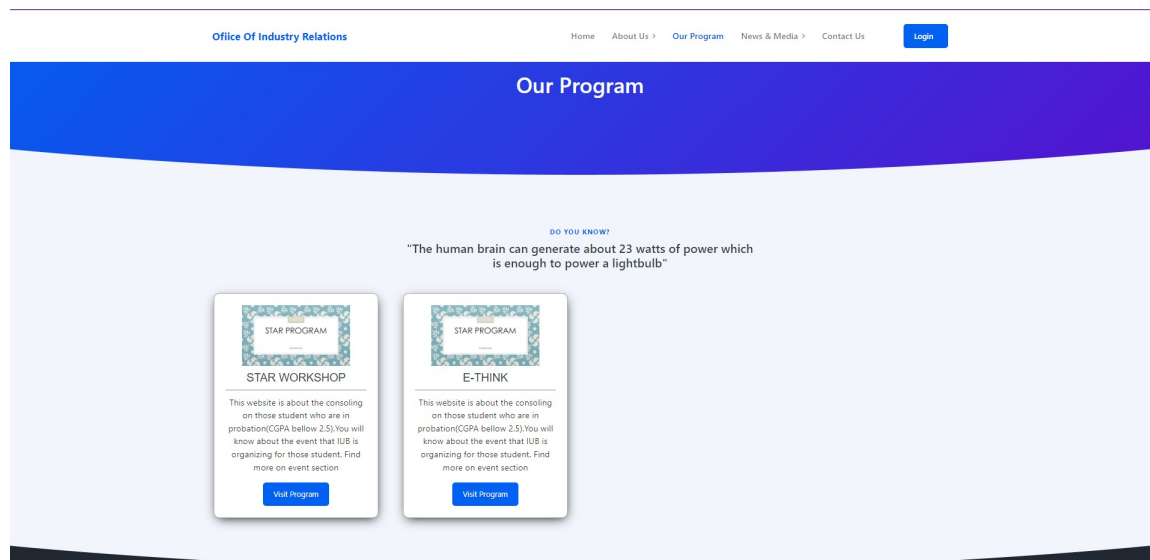 Ofiice Of Industry Relations
Home About Us > Our Program News & Media > Contact Us Login
Our Program
DO YOU KNOW?
"The human brain can generate about 23 watts of power which
is enough to power a lightbulb"
STAR PROGRAM
STAR WORKSHOP
This website is about the consoling
on those student who are in
probation(CGPA bellow 2.5).You will
know about the event that IUB is
organizing for those student. Find
more on event section
Visit Program
STAR PROGRAM
E-THINK
This website is about the consoling
on those student who are in
probation(CGPA bellow 2.5).You will
know about the event that IUB is
organizing for those student. Find
more on event section
Visit Program